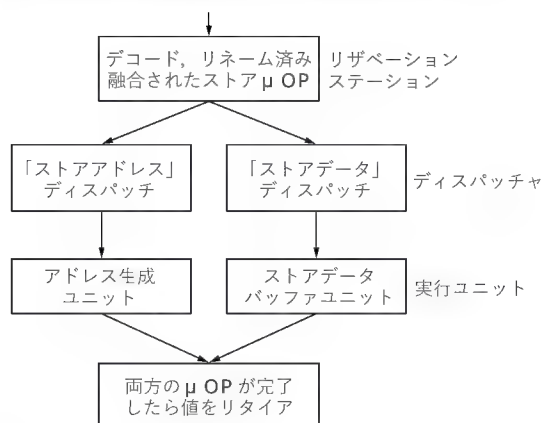 デコード，リネーム済み
融合されたストアμ OP
リザベーション
ステーション
「ストアアドレス」
ディスパッチ
「ストアデータ」
ディスパッチ
ディスパッチャ
アドレス生成
ユニット
ストアデータ
バッファユニット
実行ユニット
両方のμ OP が完了
したら値をリタイア